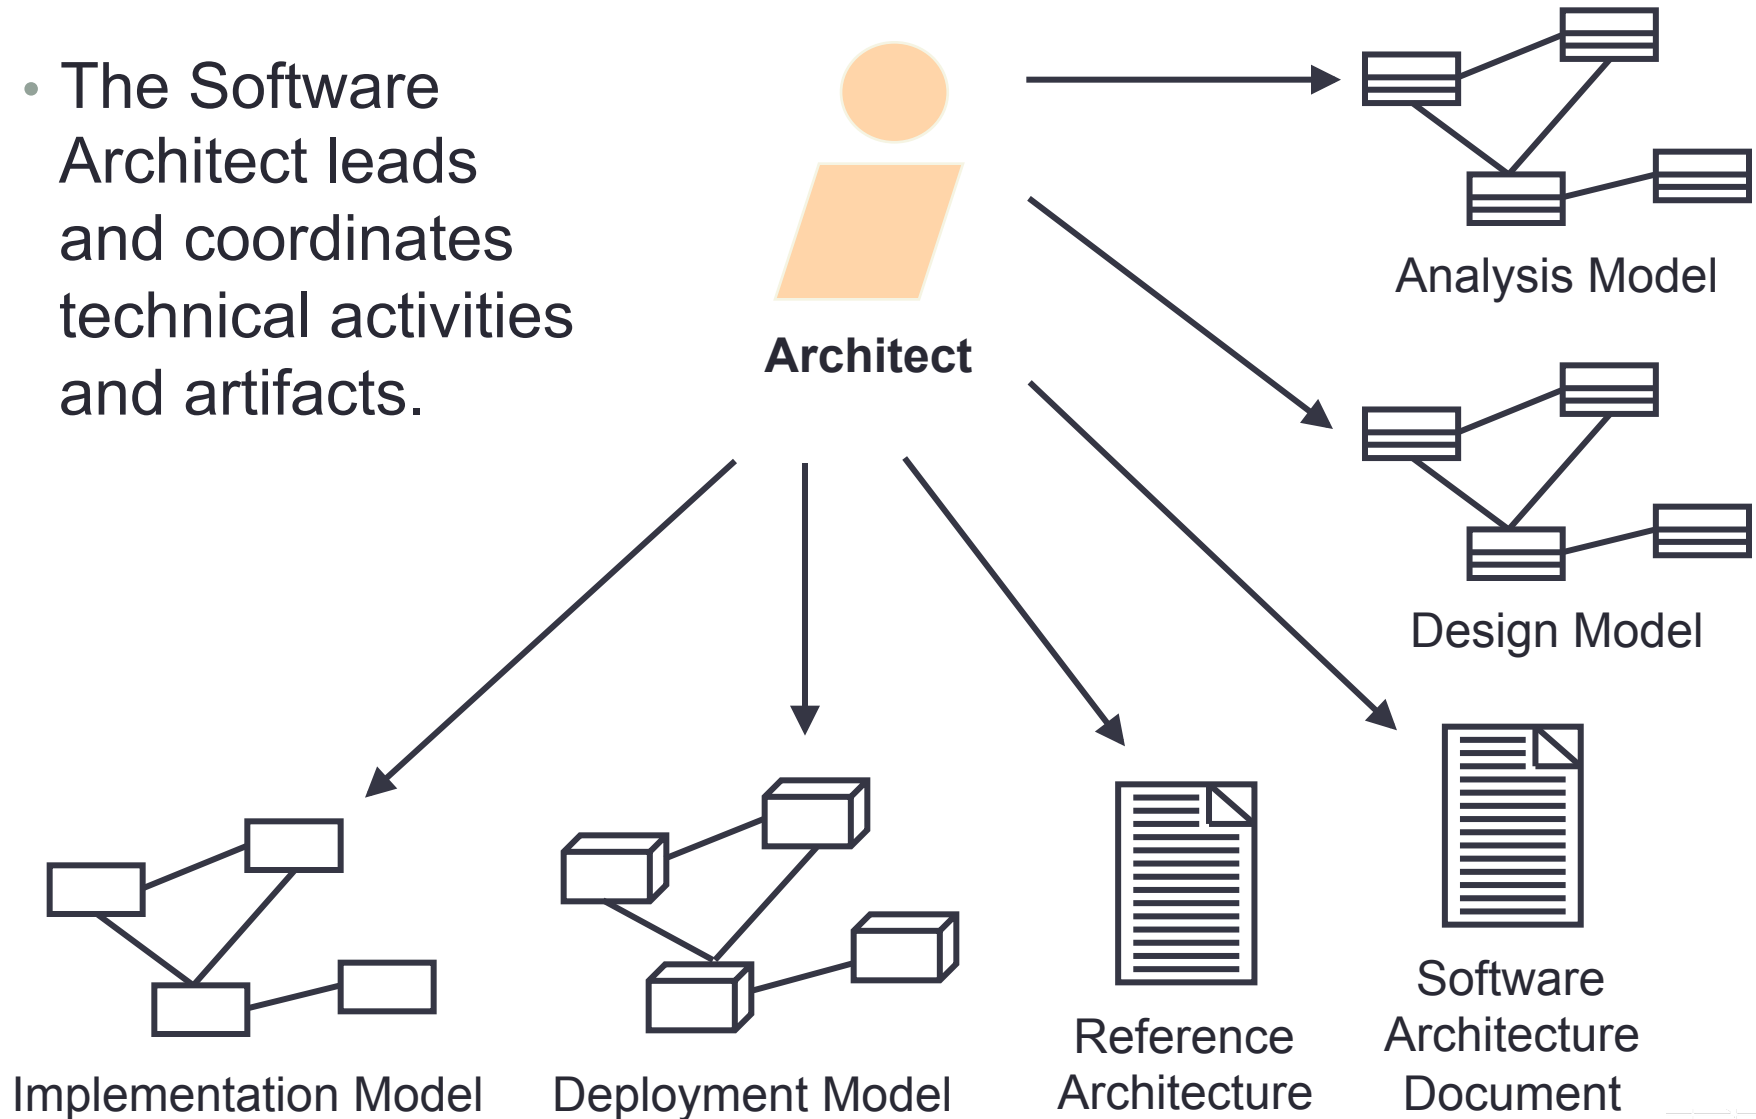 • The Software
Architect leads
and coordinates
technical activities
and artifacts.
Architect
Analysis Model
Design Model
Software
Architecture
Document
Reference
Architecture
Deployment Model
Implementation Model